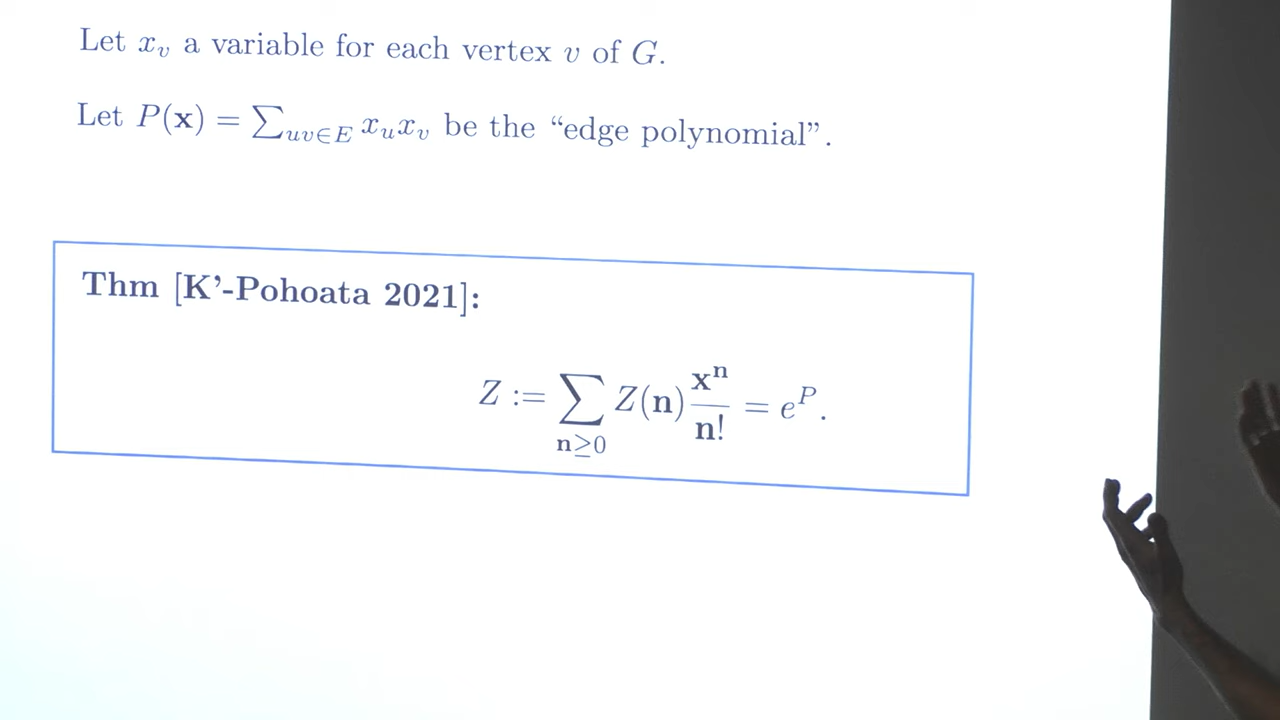 Let x_v a variable for each vertex v of G.
Let P(𝐱) = ∑_{uv∈E} x_u x_v be the “edge polynomial”.
Thm [K’-Pohoata 2021]:
Z := ∑_{𝐧≥0} Z(𝐧) 𝐱^𝐧/𝐧! = e^P.